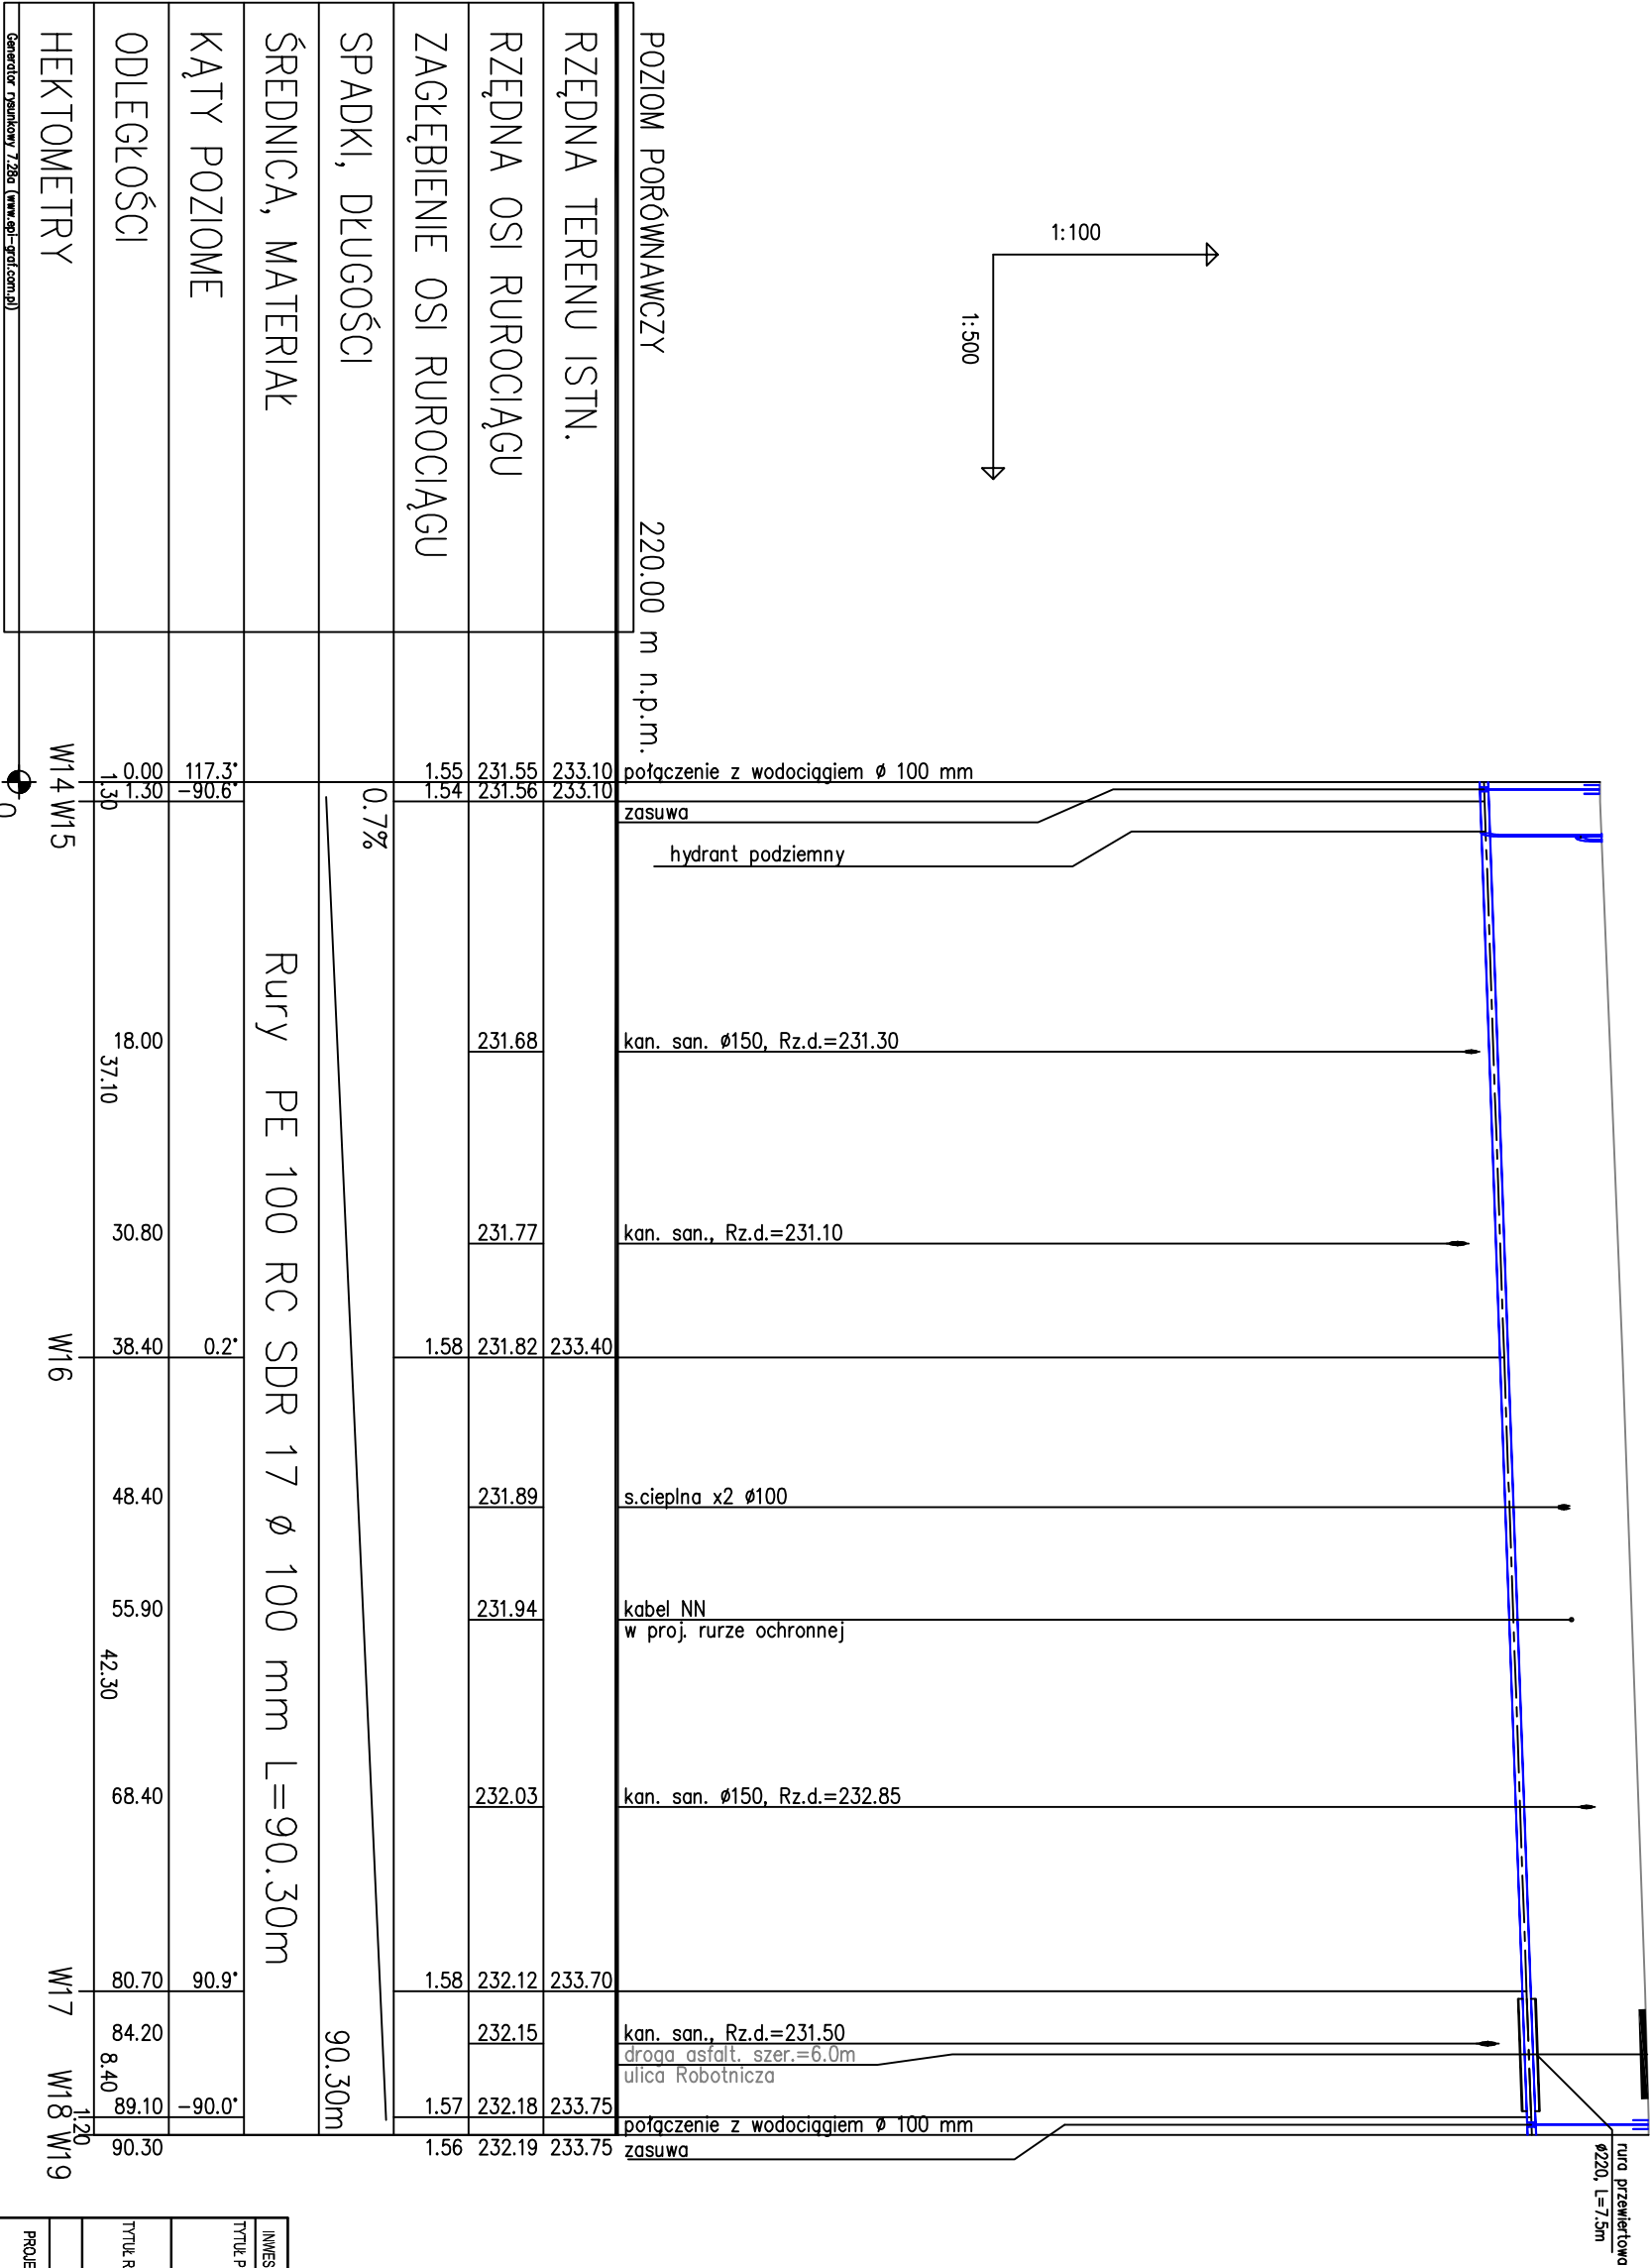 1:100
1:500
POZIOM PORÓWNAWCZY 220.00 m n.p.m.
RZĘDNA TERENU ISTN.
233.10 233.10 233.40 233.70 233.75 233.75
RZĘDNA OSI RUROCIĄGU
231.55 231.56 231.68 231.77 231.82 231.89 231.94 232.03 232.12 232.15 232.18 232.19
ZAGŁĘBIENIE OSI RUROCIĄGU
1.55 1.54 1.58 1.58 1.57 1.56
SPADKI, DŁUGOŚCI
0.7%
90.30m
ŚREDNICA, MATERIAŁ
Rury PE 100 RC SDR 17 ø 100 mm L=90.30m
KĄTY POZIOME
117.3° -90.6° 0.2° 90.9° -90.0°
ODLEGŁOŚCI
0.00 1.30 18.00 30.80 38.40 48.40 55.90 68.40 80.70 84.20 89.10 90.30
1.30 37.10 42.30 8.40 1.20
HEKTOMETRY
W14 W15 W16 W17 W18 W19
0
Generator rysunkowy 7.28a (www.epi-graf.com.pl)
połączenie z wodociągiem ø 100 mm
zasuwa
hydrant podziemny
kan. san. ø150, Rz.d.=231.30
kan. san., Rz.d.=231.10
s.cieplna x2 ø100
kabel NN
w proj. rurze ochronnej
kan. san. ø150, Rz.d.=232.85
kan. san., Rz.d.=231.50
droga asfalt. szer.=6.0m
ulica Robotnicza
połączenie z wodociągiem ø 100 mm
zasuwa
rura przewiertowa
ø220, L=7.5m
INWES
TYTUŁ P
TYTUŁ R
PROJE